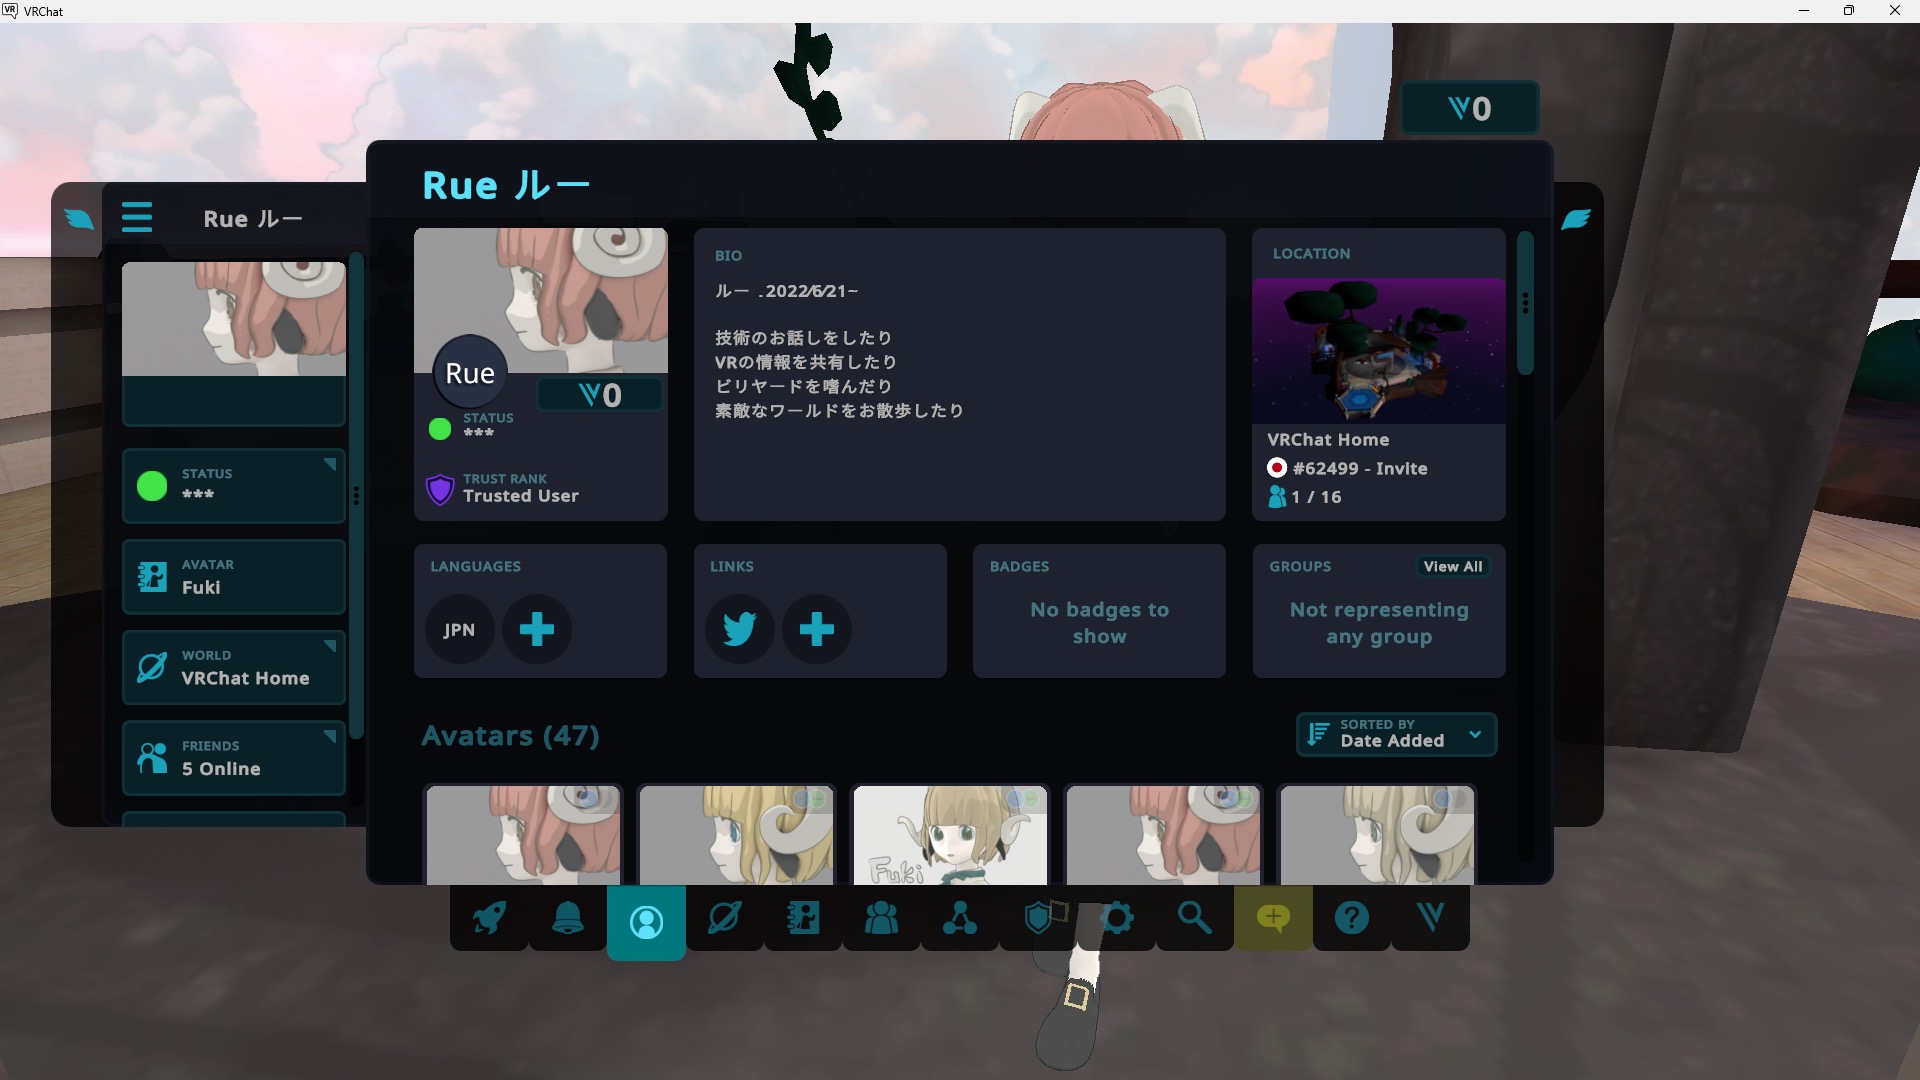 VRChat
0
Rue ルー
Rue ルー
STATUS
***
AVATAR
Fuki
WORLD
VRChat Home
FRIENDS
5 Online
Rue
0
STATUS
***
TRUST RANK
Trusted User
BIO
ルー .2022⁄6⁄21~
技術のお話しをしたり
VRの情報を共有したり
ビリヤードを嗜んだり
素敵なワールドをお散歩したり
LOCATION
VRChat Home
#62499 - Invite
1 / 16
LANGUAGES
JPN
LINKS
BADGES
No badges to
show
GROUPS
View All
Not representing
any group
Avatars (47)
SORTED BY
Date Added
Fuki